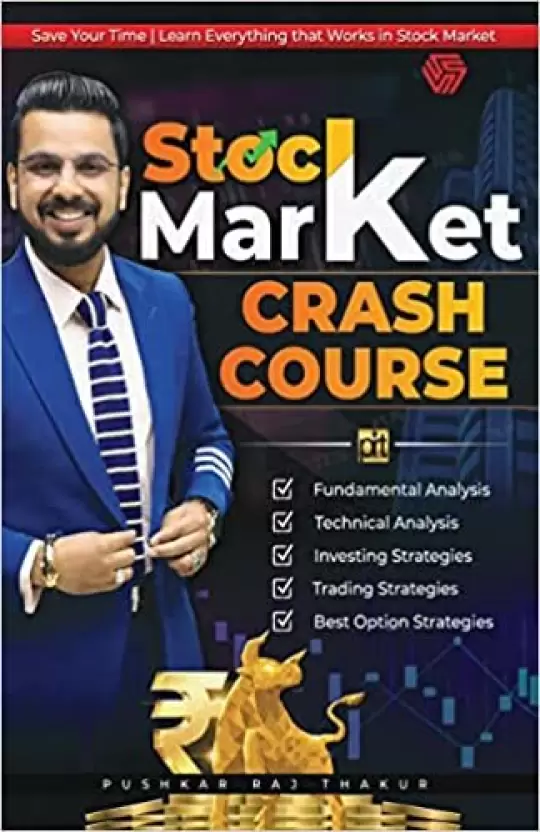 Save Your Time | Learn Everything that Works in Stock Market
Stock
Market
CRASH
COURSE
prt
Fundamental Analysis
Technical Analysis
Investing Strategies
Trading Strategies
Best Option Strategies
₹
PUSHKAR RAJ THAKUR